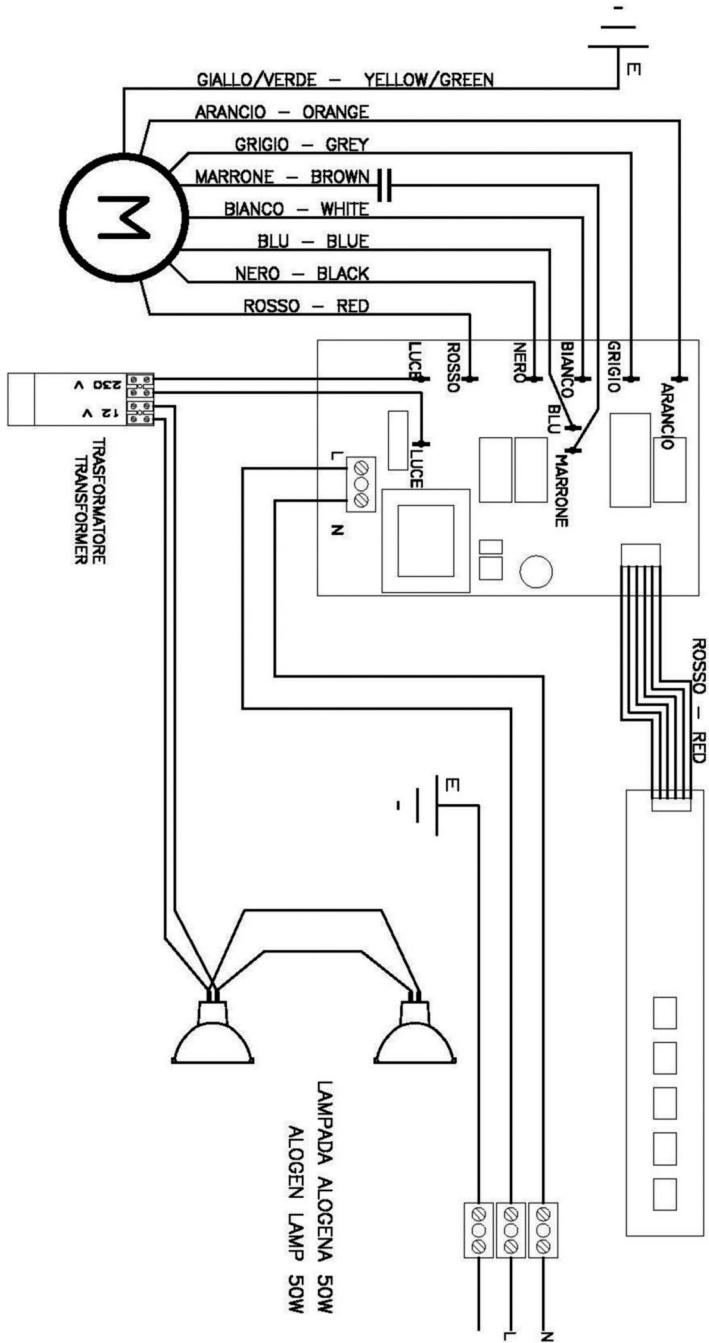 E
GIALLO/VERDE - YELLOW/GREEN
ARANCIO - ORANGE
GRIGIO - GREY
MARRONE - BROWN
BIANCO - WHITE
BLU - BLUE
NERO - BLACK
ROSSO - RED
M
LUCE
ROSSO
NERO
BIANCO
GRIGIO
ARANCIO
BLU
MARRONE
LUCE
L
N
230 V
12 V
TRASFORMATORE
TRANSFORMER
ROSSO - RED
E
LAMPADA ALOGENA 50W
ALOGEN LAMP 50W
L
N